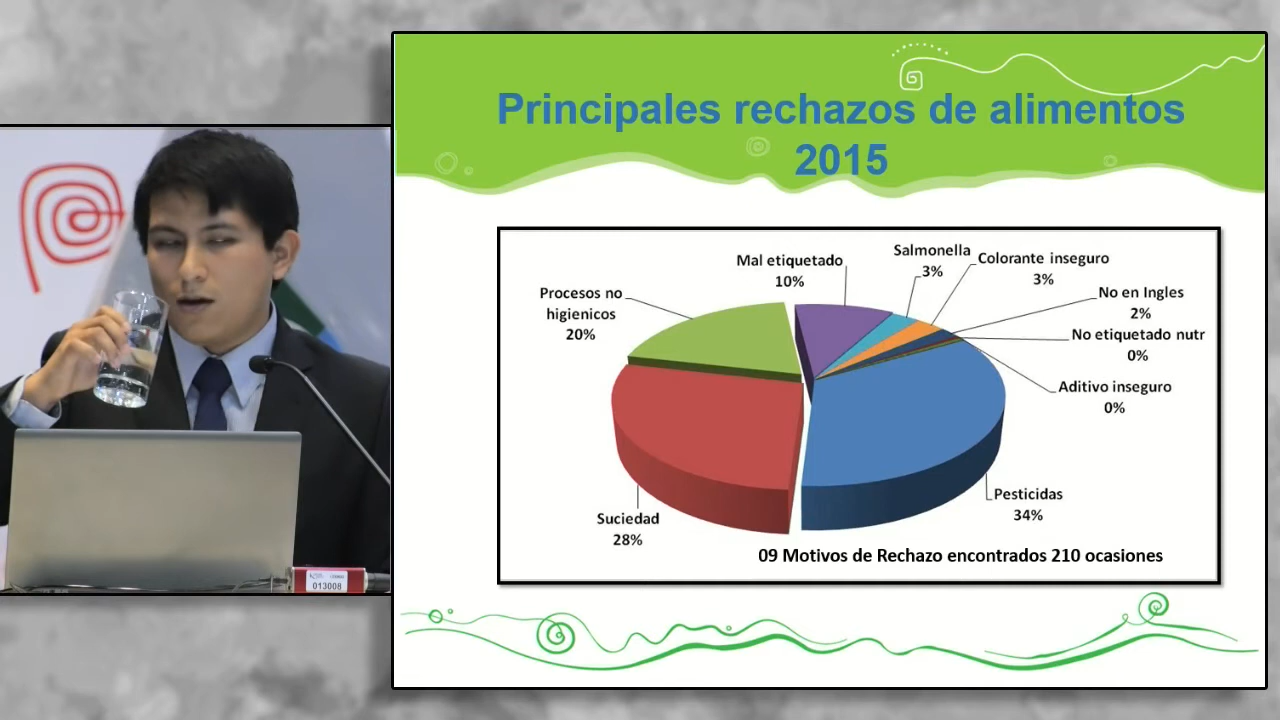 Principales rechazos de alimentos
2015
Mal etiquetado
10%
Salmonella
3%
Colorante inseguro
3%
No en Ingles
2%
No etiquetado nutr
0%
Aditivo inseguro
0%
Procesos no
higienicos
20%
Suciedad
28%
Pesticidas
34%
09 Motivos de Rechazo encontrados 210 ocasiones
013008